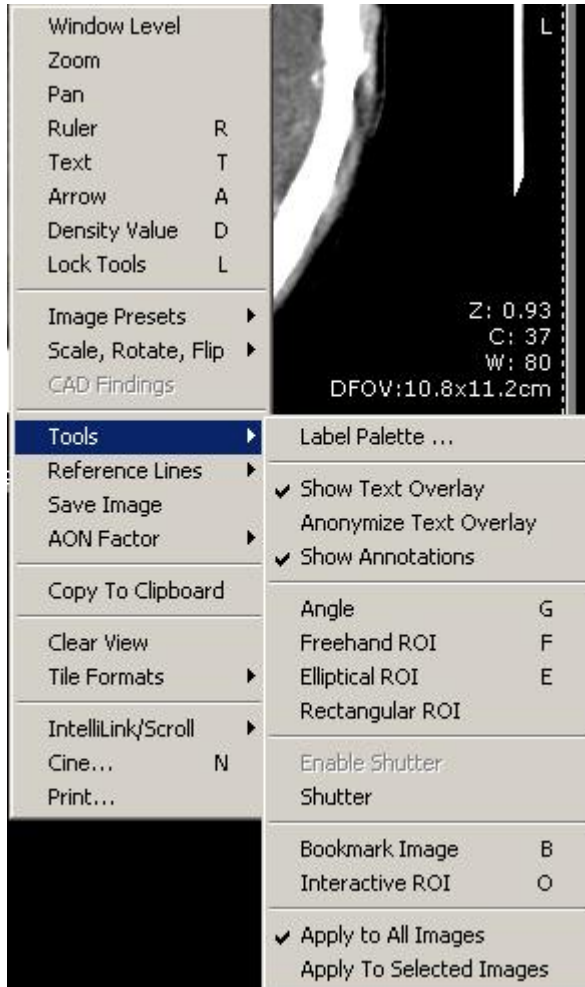 Window Level
Zoom
Pan
Ruler R
Text T
Arrow A
Density Value D
Lock Tools L
Image Presets
Scale, Rotate, Flip
CAD Findings
Tools
Reference Lines
Save Image
AON Factor
Copy To Clipboard
Clear View
Tile Formats
IntelliLink/Scroll
Cine... N
Print...
L
Z: 0.93
C: 37
W: 80
DFOV:10.8x11.2cm
Label Palette ...
Show Text Overlay
Anonymize Text Overlay
Show Annotations
Angle G
Freehand ROI F
Elliptical ROI E
Rectangular ROI
Enable Shutter
Shutter
Bookmark Image B
Interactive ROI O
Apply to All Images
Apply To Selected Images